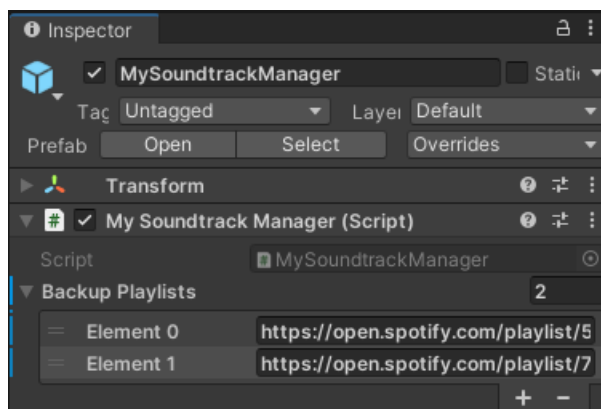 Inspector
MySoundtrackManager Stati
Tag Untagged Layer Default
Prefab Open Select Overrides
Transform
# My Soundtrack Manager (Script)
Script # MySoundtrackManager
Backup Playlists 2
Element 0 https://open.spotify.com/playlist/5
Element 1 https://open.spotify.com/playlist/7
+ −